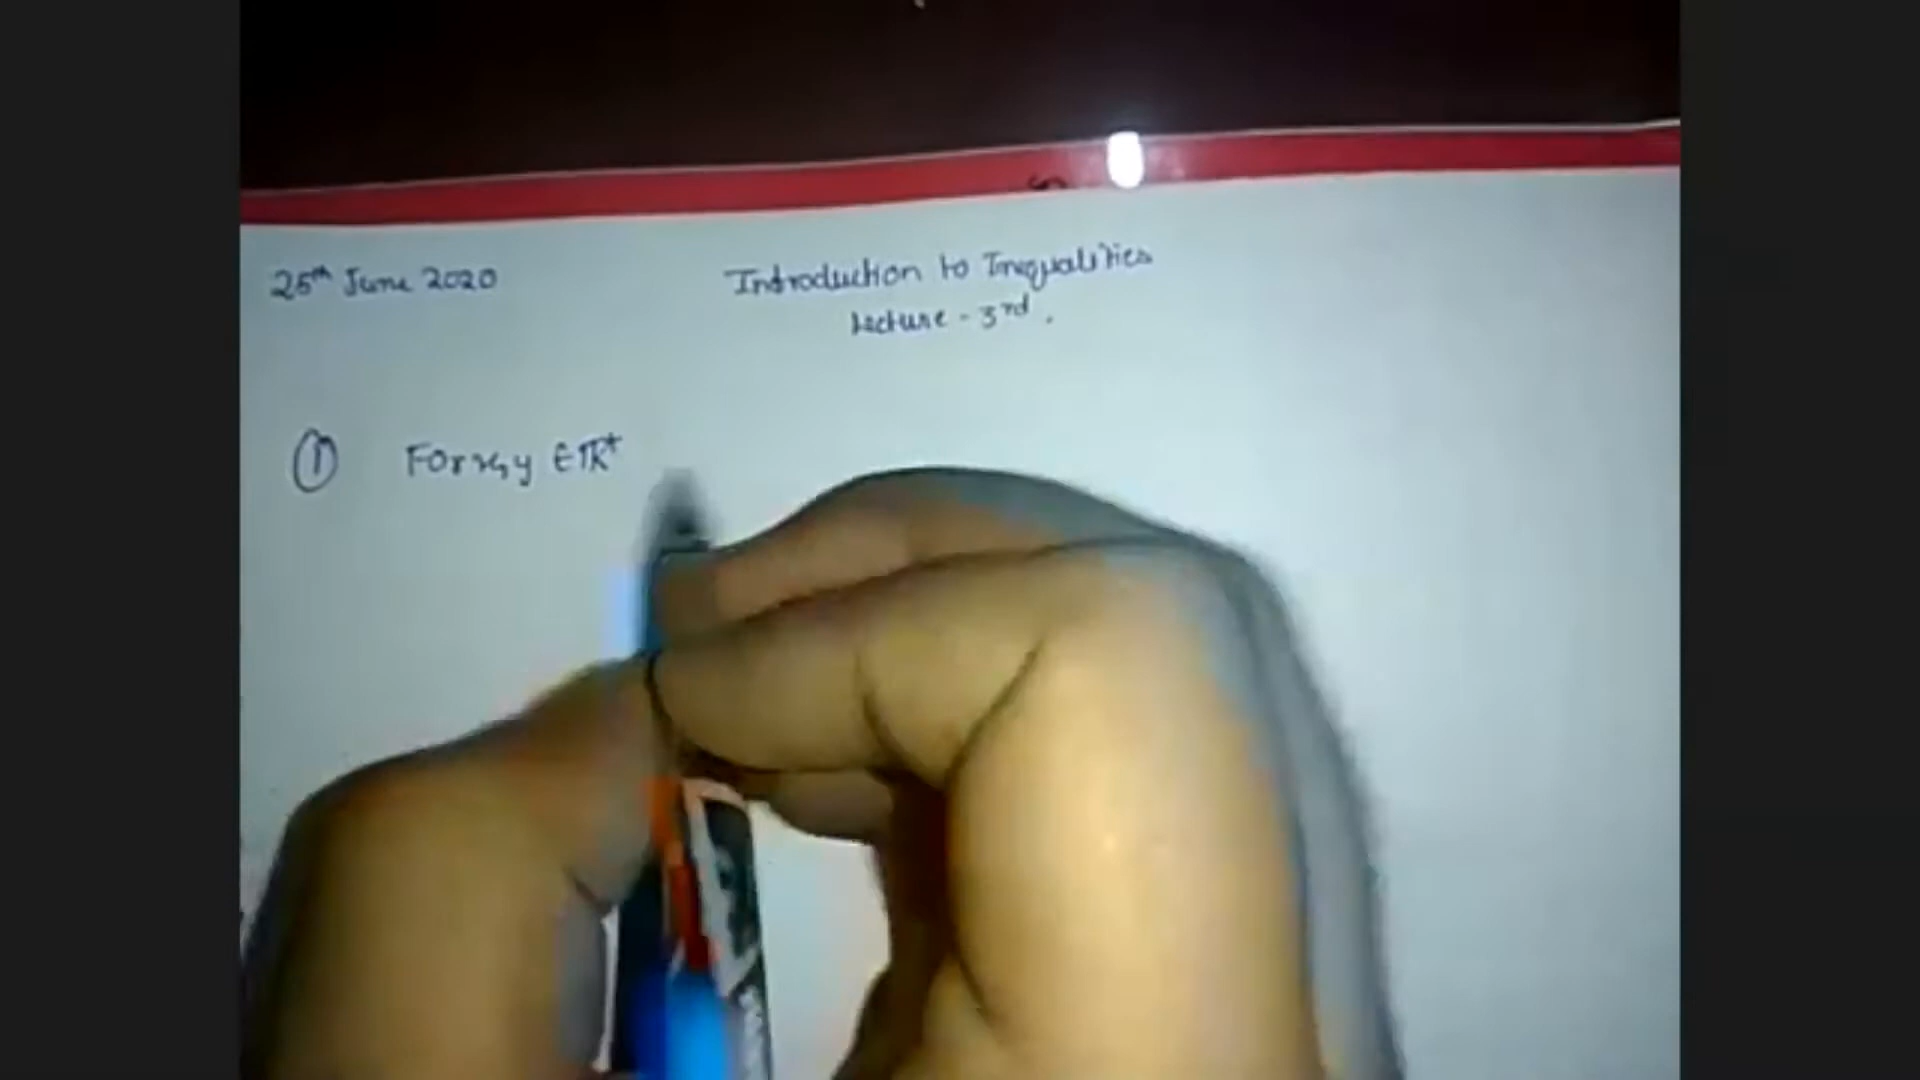 25th June 2020
Introduction to Inequalities
Lecture - 3rd.
① For x, y ∈ ℝ⁺